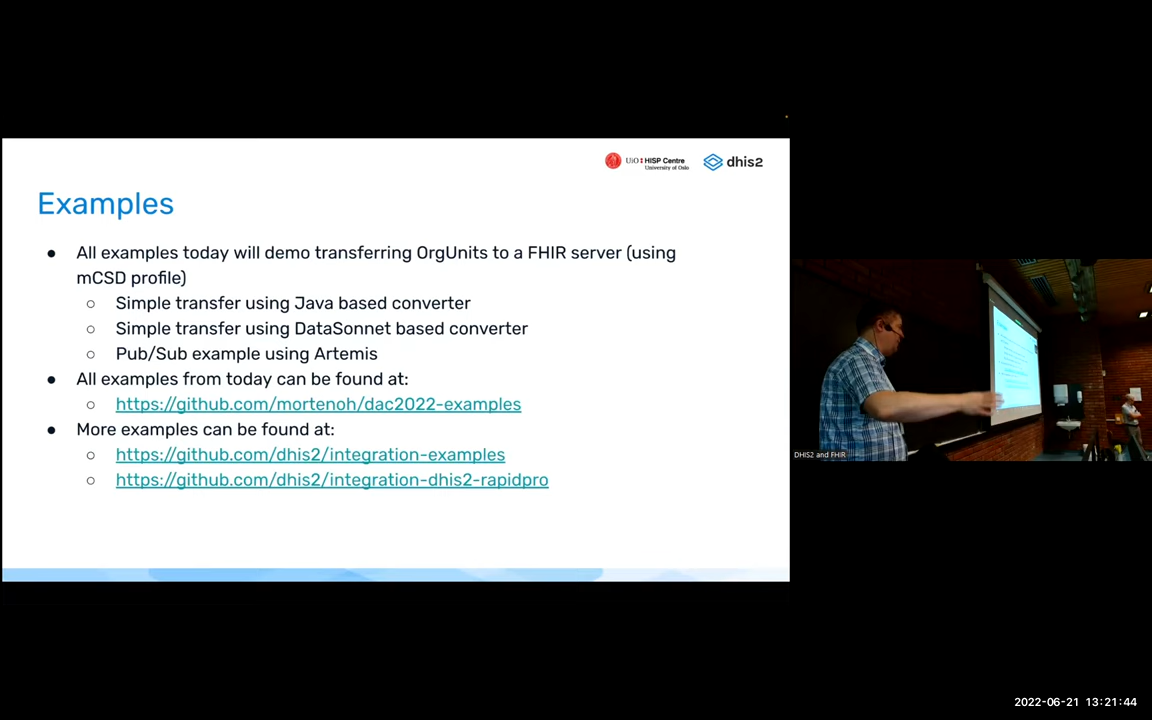 UiO HISP Centre
University of Oslo
dhis2
Examples
● All examples today will demo transferring OrgUnits to a FHIR server (using
mCSD profile)
○ Simple transfer using Java based converter
○ Simple transfer using DataSonnet based converter
○ Pub/Sub example using Artemis
● All examples from today can be found at:
○ https://github.com/mortenoh/dac2022-examples
● More examples can be found at:
○ https://github.com/dhis2/integration-examples
○ https://github.com/dhis2/integration-dhis2-rapidpro
DHIS2 and FHIR
2022-06-21 13:21:44